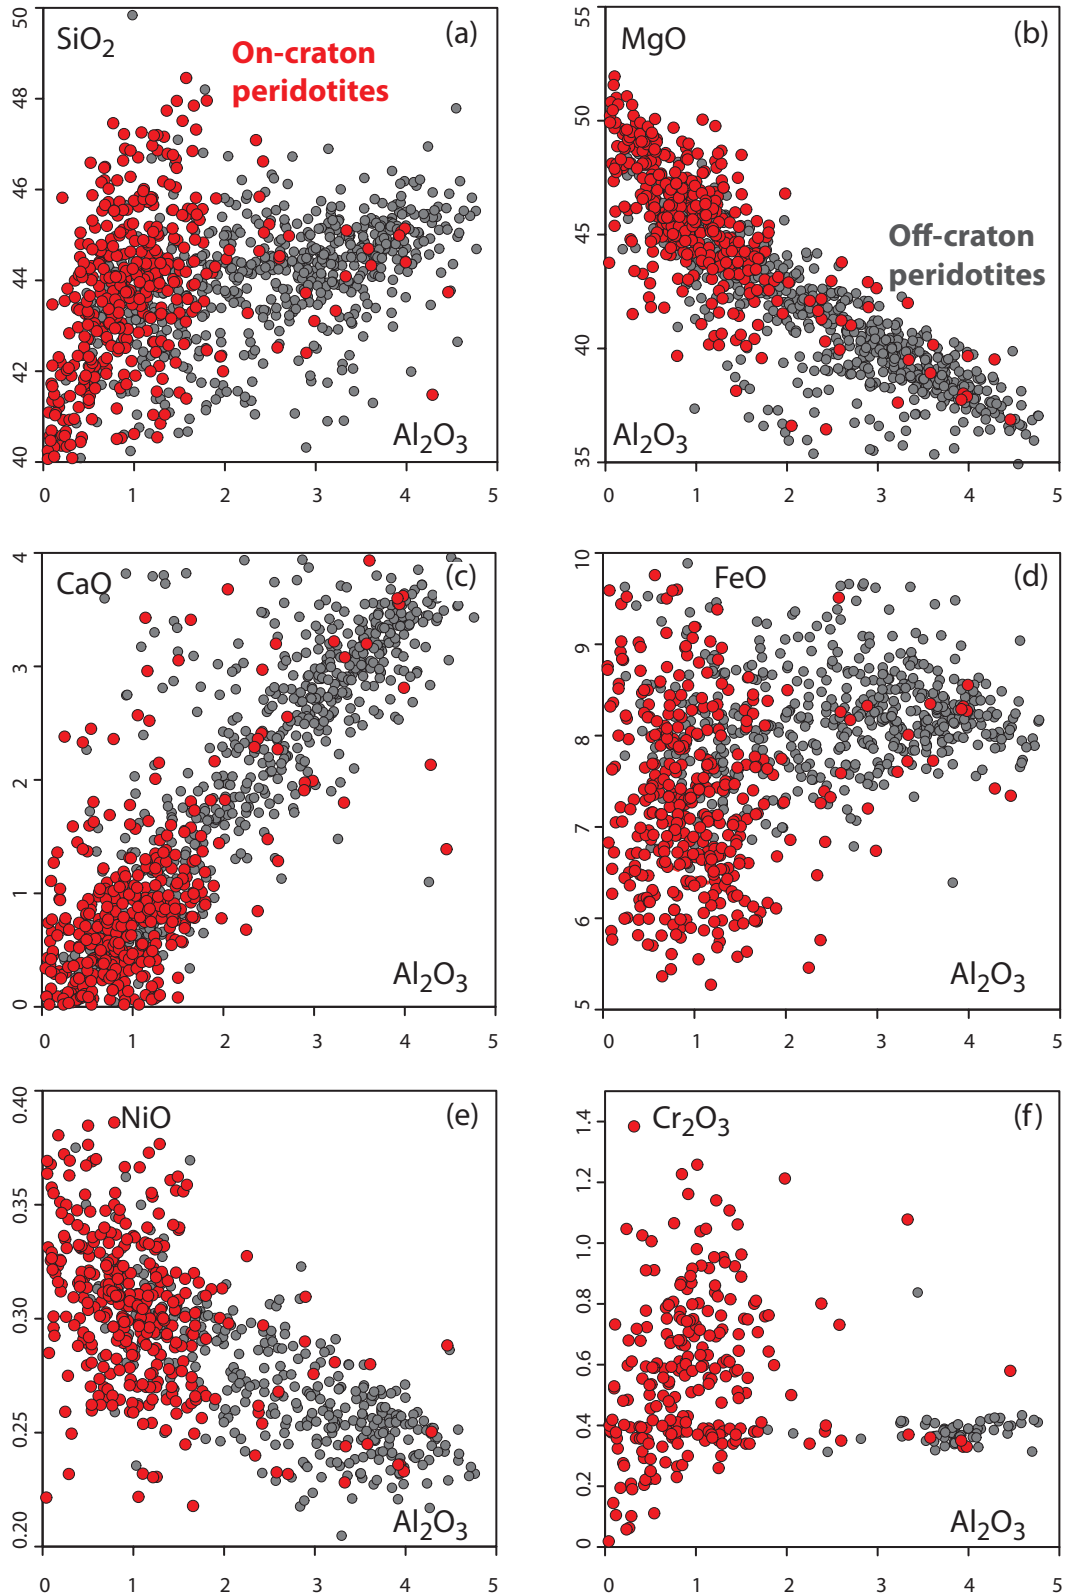 50
48
46
44
42
40
SiO2
On-craton
peridotites
(a)
Al2O3
0 1 2 3 4 5
55
50
45
40
35
MgO
(b)
Off-craton
peridotites
Al2O3
0 1 2 3 4 5
4
3
2
1
0
CaO
(c)
Al2O3
0 1 2 3 4 5
10
9
8
7
6
5
FeO
(d)
Al2O3
0 1 2 3 4 5
0.40
0.35
0.30
0.25
0.20
NiO
(e)
Al2O3
0 1 2 3 4 5
1.4
1.2
1.0
0.8
0.6
0.4
0.2
0
Cr2O3
(f)
Al2O3
0 1 2 3 4 5